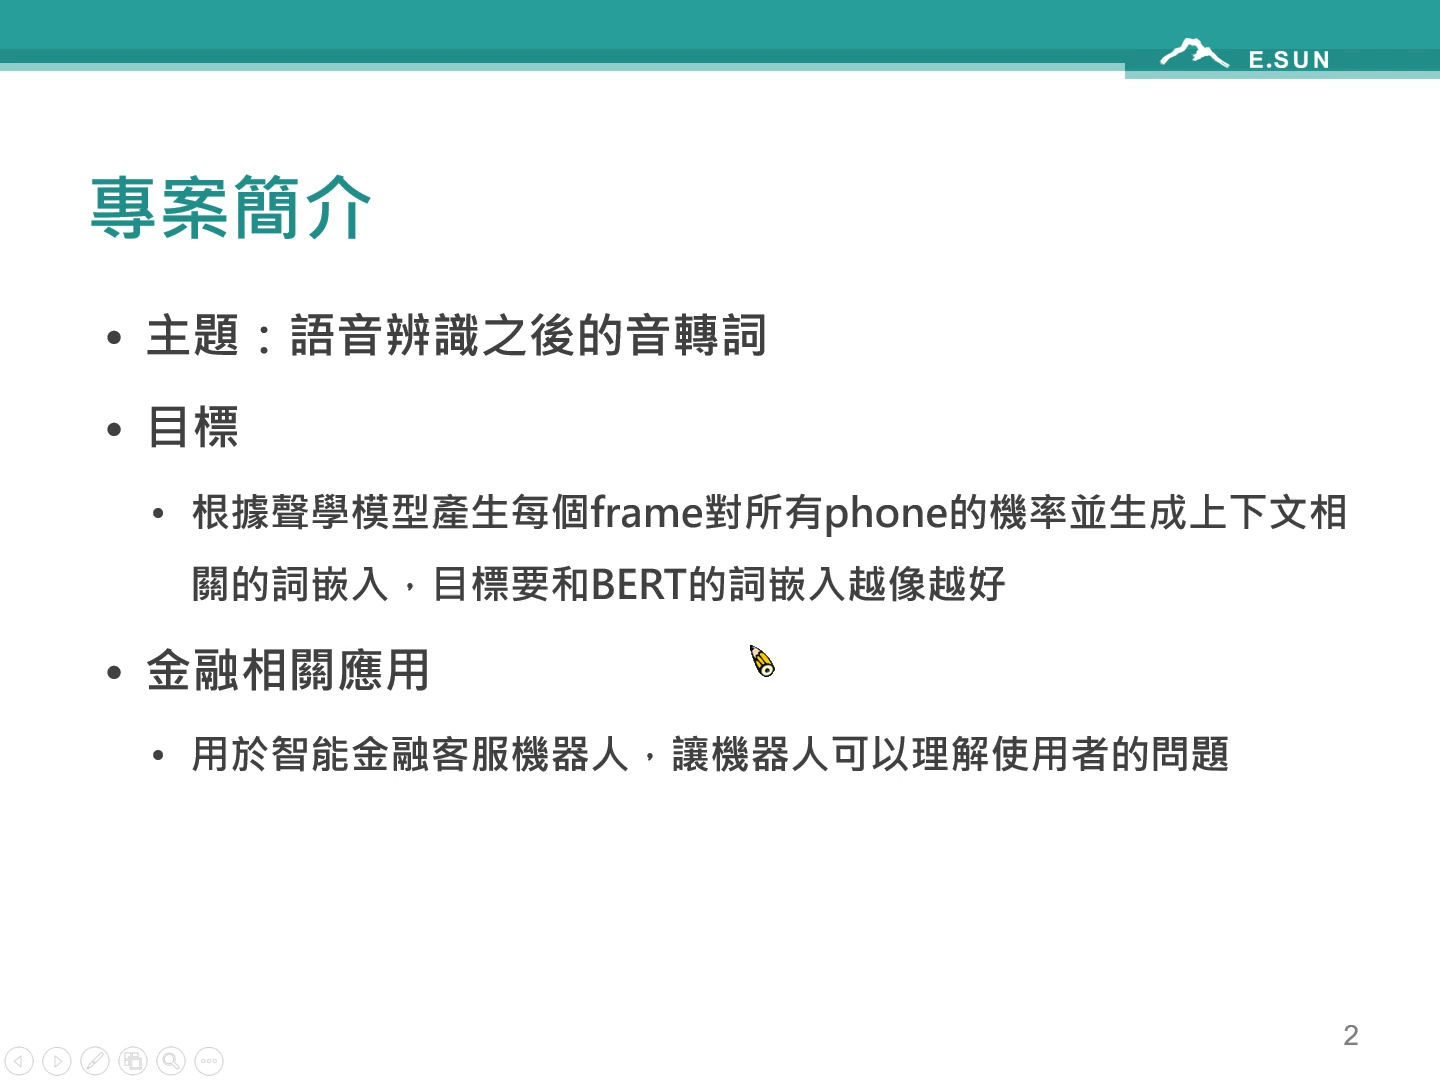 E.SUN
專案簡介
• 主題：語音辨識之後的音轉詞
• 目標
• 根據聲學模型產生每個frame對所有phone的機率並生成上下文相
關的詞嵌入，目標要和BERT的詞嵌入越像越好
• 金融相關應用
• 用於智能金融客服機器人，讓機器人可以理解使用者的問題
2